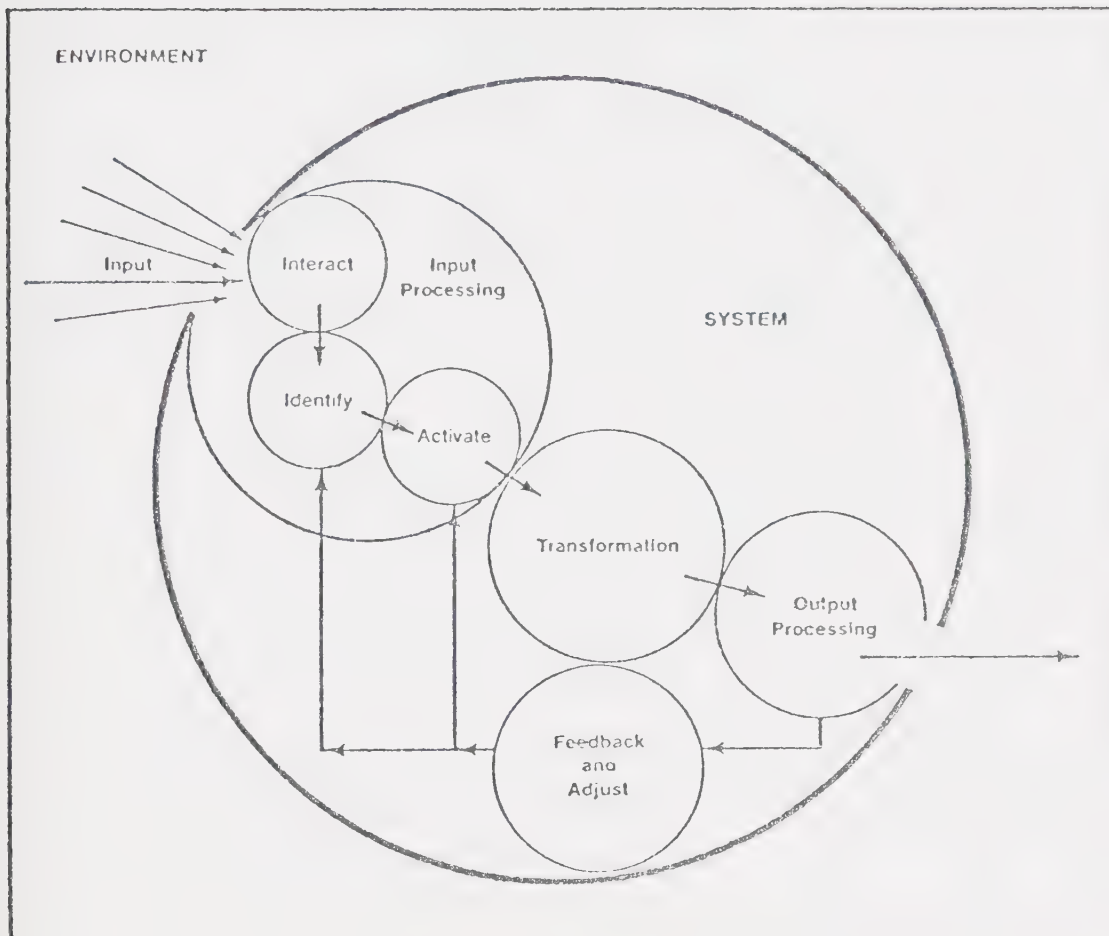 ENVIRONMENT
Input
Interact
Input
Processing
SYSTEM
Identify
Activate
Transformation
Output
Processing
Feedback
and
Adjust